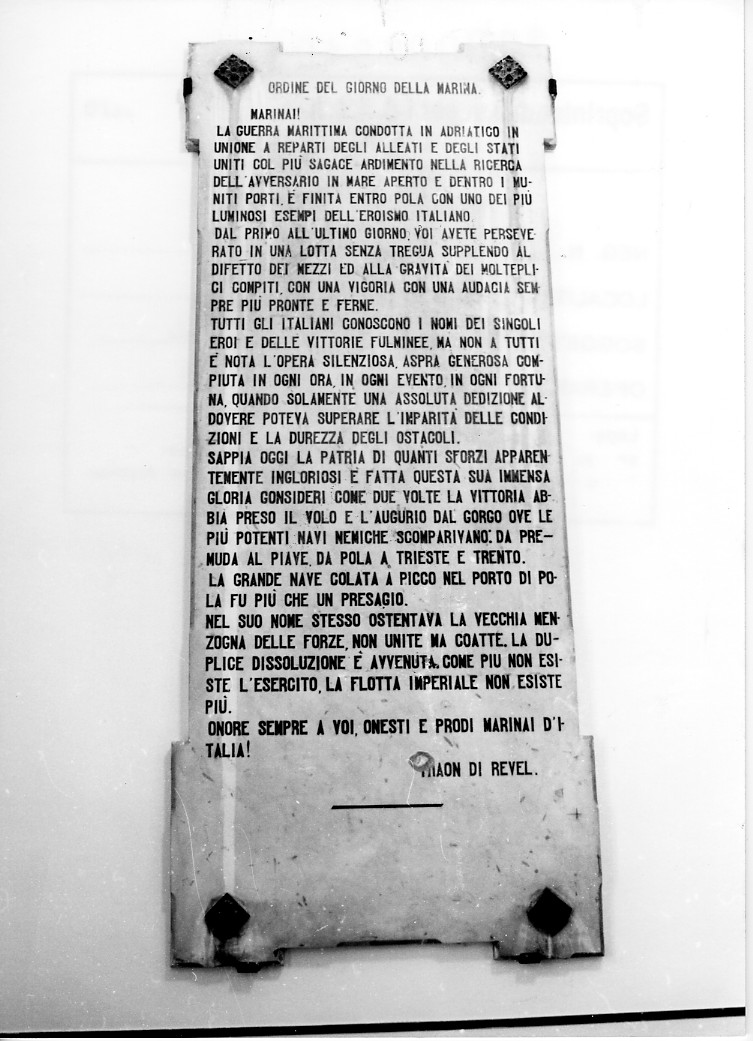 ORDINE DEL GIORNO DELLA MARINA.
MARINAI!
LA GUERRA MARITTIMA CONDOTTA IN ADRIATICO IN
UNIONE A REPARTI DEGLI ALLEATI E DEGLI STATI
UNITI COL PIÙ SAGACE ARDIMENTO NELLA RICERCA
DELL'AVVERSARIO IN MARE APERTO E DENTRO I MU-
NITI PORTI, È FINITA ENTRO POLA CON UNO DEI PIÙ
LUMINOSI ESEMPI DELL'EROISMO ITALIANO.
DAL PRIMO ALL'ULTIMO GIORNO, VOI AVETE PERSEVE-
RATO IN UNA LOTTA SENZA TREGUA SUPPLENDO AL
DIFETTO DEI MEZZI ED ALLA GRAVITÀ DEI MOLTEPLI-
CI COMPITI, CON UNA VIGORIA CON UNA AUDACIA SEM-
PRE PIÙ PRONTE E FERME.
TUTTI GLI ITALIANI CONOSCONO I NOMI DEI SINGOLI
EROI E DELLE VITTORIE FULMINEE, MA NON A TUTTI
È NOTA L'OPERA SILENZIOSA, ASPRA GENEROSA COM-
PIUTA IN OGNI ORA, IN OGNI EVENTO, IN OGNI FORTU-
NA, QUANDO SOLAMENTE UNA ASSOLUTA DEDIZIONE AL-
DOVERE POTEVA SUPERARE L'IMPARITÀ DELLE CONDI-
ZIONI E LA DUREZZA DEGLI OSTACOLI.
SAPPIA OGGI LA PATRIA DI QUANTI SFORZI APPAREN-
TEMENTE INGLORIOSI È FATTA QUESTA SUA IMMENSA
GLORIA CONSIDERI COME DUE VOLTE LA VITTORIA AB-
BIA PRESO IL VOLO E L'AUGURIO DAL GORGO OVE LE
PIÙ POTENTI NAVI NEMICHE SCOMPARIVANO: DA PRE-
MUDA AL PIAVE, DA POLA A TRIESTE E TRENTO.
LA GRANDE NAVE COLATA A PICCO NEL PORTO DI PO-
LA FU PIÙ CHE UN PRESAGIO.
NEL SUO NOME STESSO OSTENTAVA LA VECCHIA MEN-
ZOGNA DELLE FORZE, NON UNITE MA COATTE. LA DU-
PLICE DISSOLUZIONE È AVVENUTA. COME PIU NON ESI-
STE L'ESERCITO, LA FLOTTA IMPERIALE NON ESISTE
PIÙ.
ONORE SEMPRE A VOI, ONESTI E PRODI MARINAI D'I-
TALIA!
THAON DI REVEL.